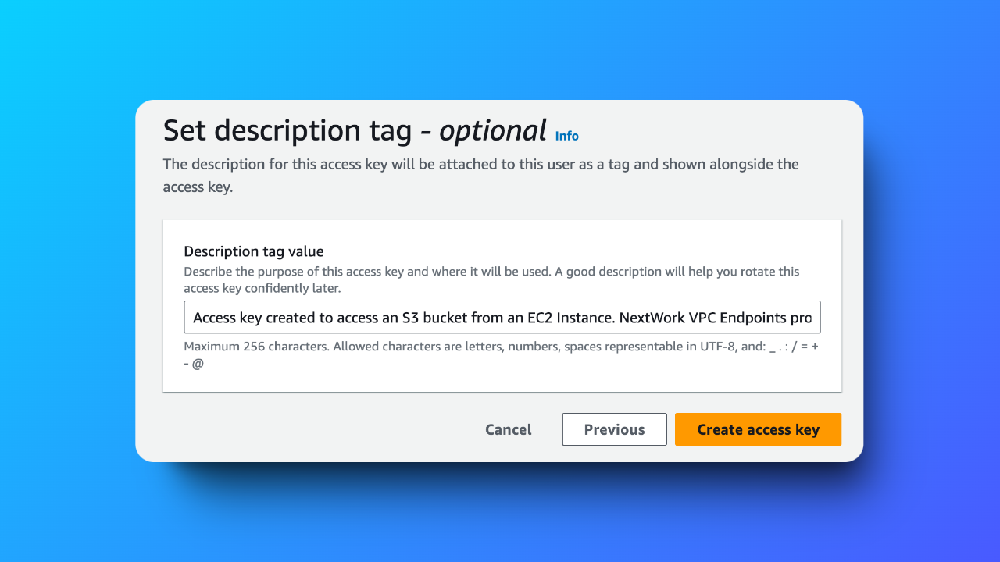 Set description tag - optional Info
The description for this access key will be attached to this user as a tag and shown alongside the
access key.
Description tag value
Describe the purpose of this access key and where it will be used. A good description will help you rotate this
access key confidently later.
Access key created to access an S3 bucket from an EC2 Instance. NextWork VPC Endpoints pro
Maximum 256 characters. Allowed characters are letters, numbers, spaces representable in UTF-8, and: _ . : / = +
- @
Cancel Previous Create access key